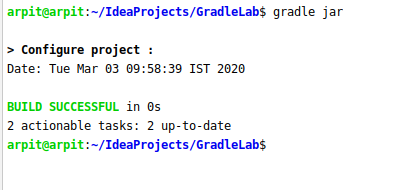 arpit@arpit:~/IdeaProjects/GradleLab$ gradle jar
> Configure project :
Date: Tue Mar 03 09:58:39 IST 2020
BUILD SUCCESSFUL in 0s
2 actionable tasks: 2 up-to-date
arpit@arpit:~/IdeaProjects/GradleLab$